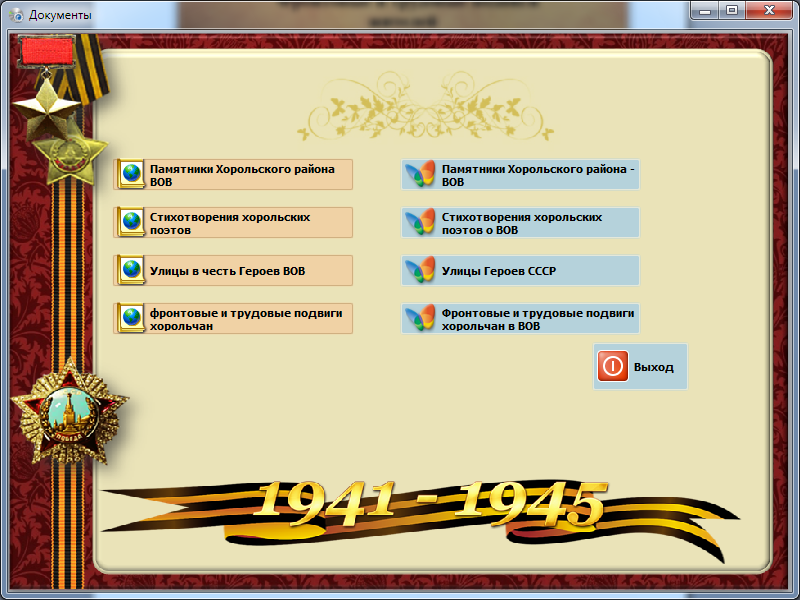 Документы
Памятники Хорольского района
ВОВ
Памятники Хорольского района -
ВОВ
Стихотворения хорольских
поэтов
Стихотворения хорольских
поэтов о ВОВ
Улицы в честь Героев ВОВ
Улицы Героев СССР
фронтовые и трудовые подвиги
хорольчан
Фронтовые и трудовые подвиги
хорольчан в ВОВ
Выход
ПОБЕДА
1941 - 1945